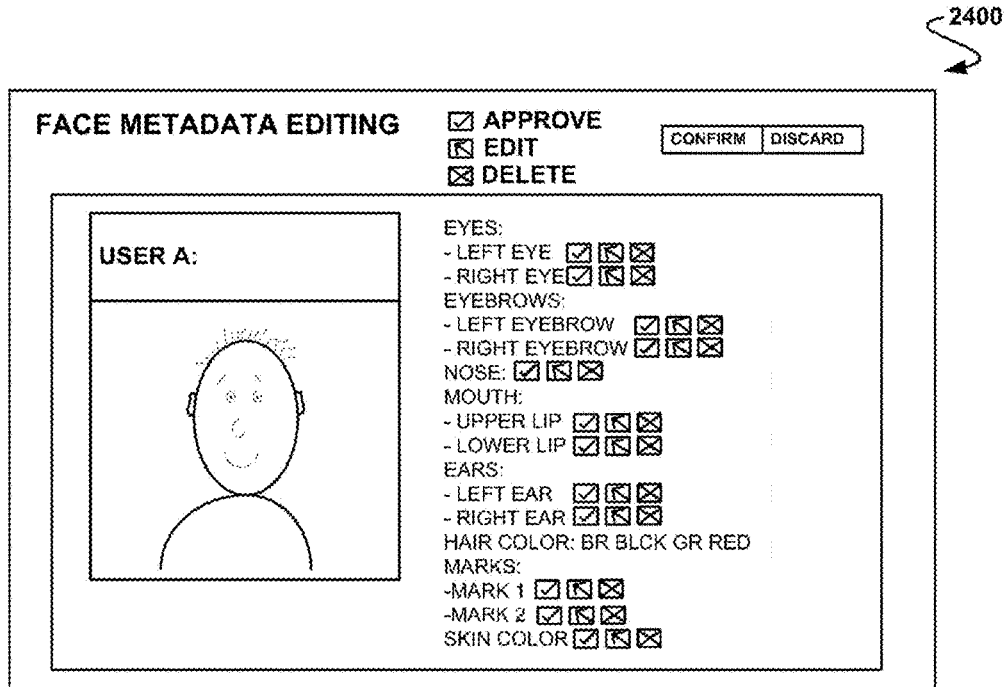 2400
FACE METADATA EDITING
APPROVE
EDIT
DELETE
CONFIRM DISCARD
USER A:
EYES:
- LEFT EYE
- RIGHT EYE
EYEBROWS:
- LEFT EYEBROW
- RIGHT EYEBROW
NOSE:
MOUTH:
- UPPER LIP
- LOWER LIP
EARS:
- LEFT EAR
- RIGHT EAR
HAIR COLOR: BR BLCK GR RED
MARKS:
-MARK 1
-MARK 2
SKIN COLOR